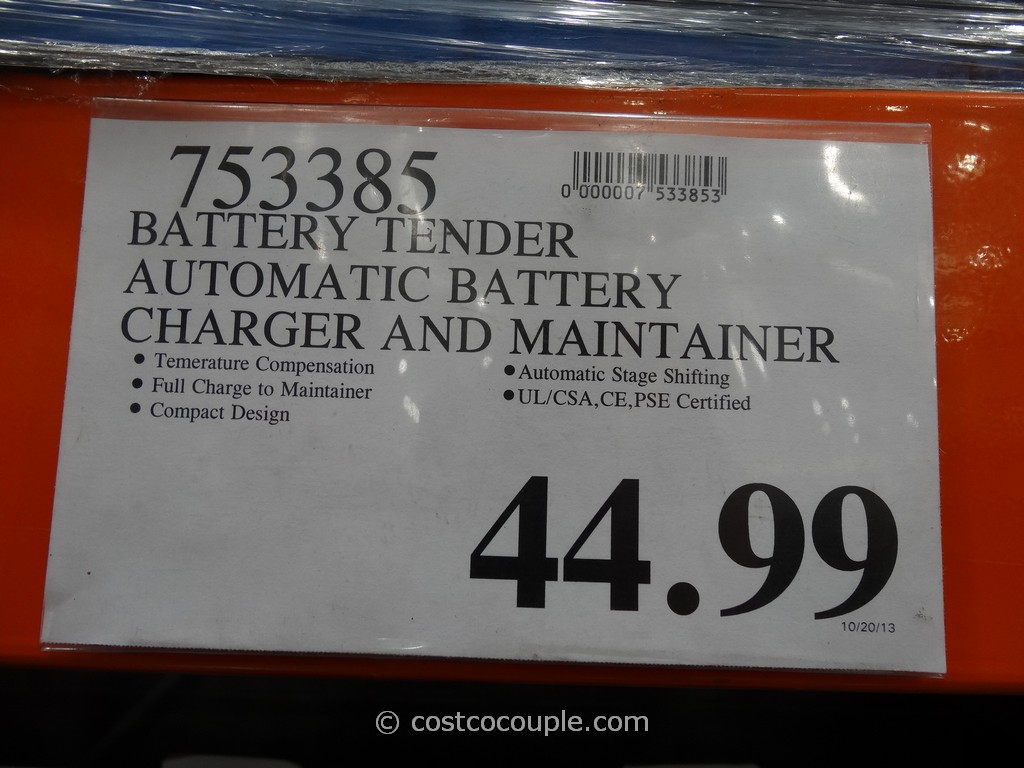 753385
0 000007 533853
BATTERY TENDER
AUTOMATIC BATTERY
CHARGER AND MAINTAINER
• Temerature Compensation
• Full Charge to Maintainer
• Compact Design
• Automatic Stage Shifting
• UL/CSA,CE,PSE Certified
44.99
10/20/13
© costcocouple.com